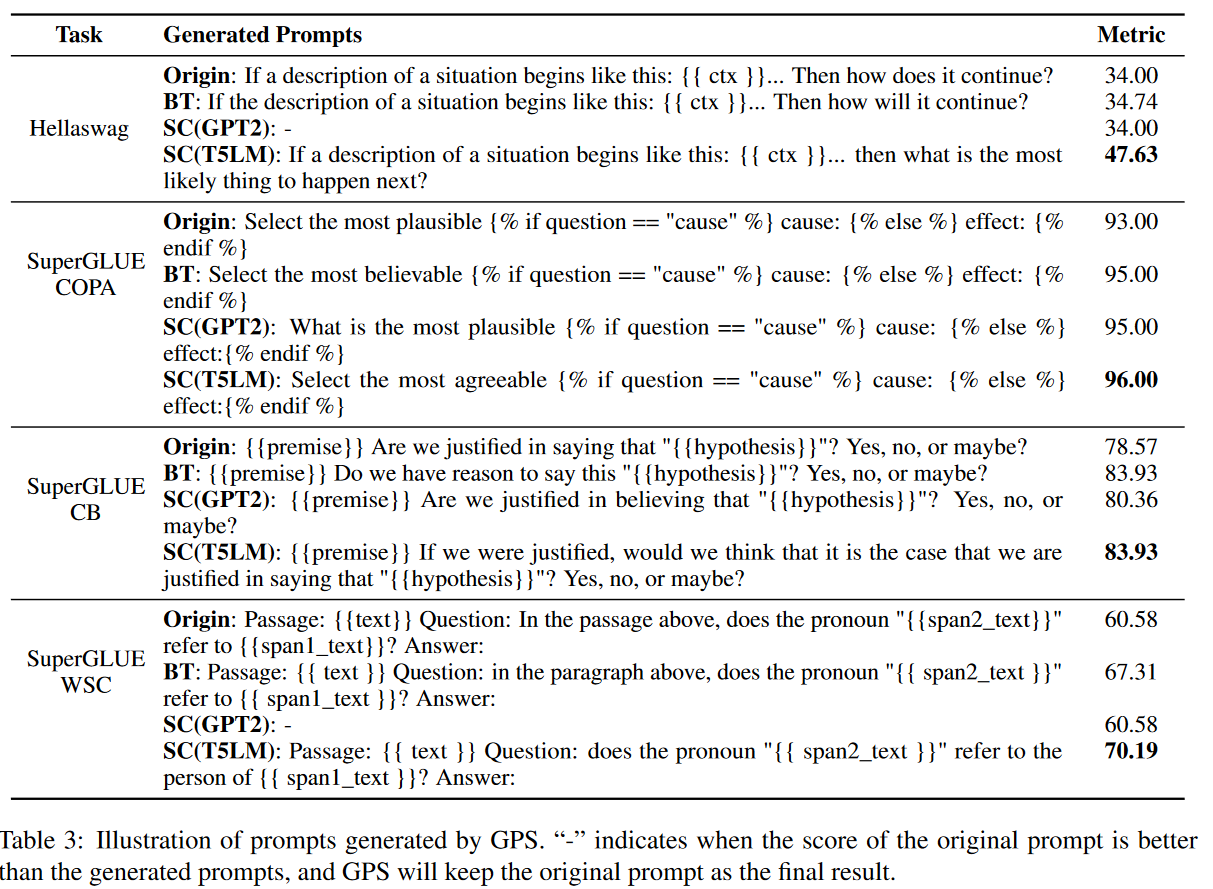 Task Generated Prompts Metric
Origin: If a description of a situation begins like this: {{ ctx }}... Then how does it continue? 34.00
BT: If the description of a situation begins like this: {{ ctx }}... Then how will it continue? 34.74
Hellaswag SC(GPT2): - 34.00
SC(T5LM): If a description of a situation begins like this: {{ ctx }}... then what is the most 47.63
likely thing to happen next?
Origin: Select the most plausible {% if question == "cause" %} cause: {% else %} effect: {% 93.00
endif %}
SuperGLUE
COPA
BT: Select the most believable {% if question == "cause" %} cause: {% else %} effect: {% 95.00
endif %}
SC(GPT2): What is the most plausible {% if question == "cause" %} cause: {% else %} 95.00
effect:{% endif %}
SC(T5LM): Select the most agreeable {% if question == "cause" %} cause: {% else %} 96.00
effect:{% endif %}
Origin: {{premise}} Are we justified in saying that "{{hypothesis}}"? Yes, no, or maybe? 78.57
BT: {{premise}} Do we have reason to say this "{{hypothesis}}"? Yes, no, or maybe? 83.93
SuperGLUE
CB
SC(GPT2): {{premise}} Are we justified in believing that "{{hypothesis}}"? Yes, no, or 80.36
maybe?
SC(T5LM): {{premise}} If we were justified, would we think that it is the case that we are 83.93
justified in saying that "{{hypothesis}}"? Yes, no, or maybe?
Origin: Passage: {{text}} Question: In the passage above, does the pronoun "{{span2_text}}" 60.58
refer to {{span1_text}}? Answer:
SuperGLUE
WSC
BT: Passage: {{ text }} Question: in the paragraph above, does the pronoun "{{ span2_text }}" 67.31
refer to {{ span1_text }}? Answer:
SC(GPT2): - 60.58
SC(T5LM): Passage: {{ text }} Question: does the pronoun "{{ span2_text }}" refer to the 70.19
person of {{ span1_text }}? Answer:
Table 3: Illustration of prompts generated by GPS. “-” indicates when the score of the original prompt is better
than the generated prompts, and GPS will keep the original prompt as the final result.